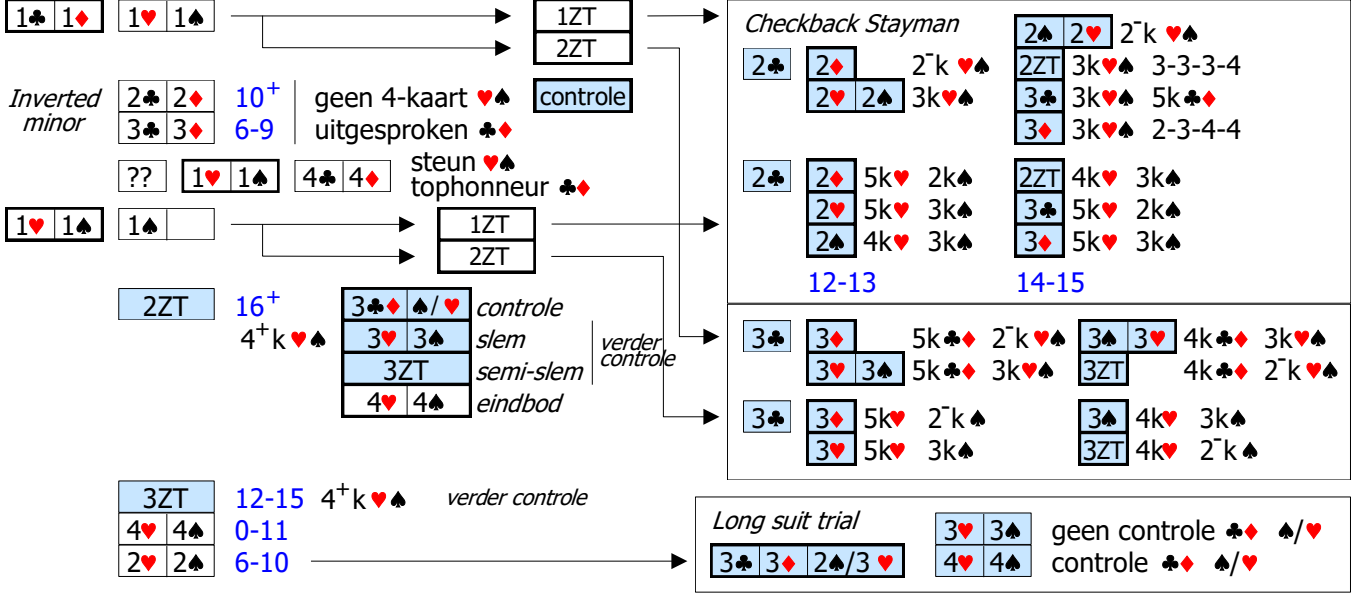 1♣ 1♦ 1♥ 1♠ 1ZT
2ZT
Inverted minor
2♣ 2♦ 10⁺ geen 4-kaart ♥♠ controle
3♣ 3♦ 6-9 uitgesproken ♣♦
?? 1♥ 1♠ 4♣ 4♦ steun ♥♠
tophonneur ♣♦
1♥ 1♠ 1♠ 1ZT
2ZT
2ZT 16⁺ 3♣♦ ♠/♥ controle
4⁺k ♥♠ 3♥ 3♠ slem
3ZT semi-slem
verder controle
4♥ 4♠ eindbod
3ZT 12-15 4⁺k ♥♠ verder controle
4♥ 4♠ 0-11
2♥ 2♠ 6-10
Checkback Stayman
2♠ 2♥ 2⁻k ♥♠
2♣ 2♦ 2⁻k ♥♠ 2ZT 3k♥♠ 3-3-3-4
2♥ 2♠ 3k♥♠ 3♣ 3k♥♠ 5k♣♦
3♦ 3k♥♠ 2-3-4-4
2♣ 2♦ 5k♥ 2k♠ 2ZT 4k♥ 3k♠
2♥ 5k♥ 3k♠ 3♣ 5k♥ 2k♠
2♠ 4k♥ 3k♠ 3♦ 5k♥ 3k♠
12-13 14-15
3♣ 3♦ 5k♣♦ 2⁻k♥♠ 3♠ 3♥ 4k♣♦ 3k♥♠
3♥ 3♠ 5k♣♦ 3k♥♠ 3ZT 4k♣♦ 2⁻k♥♠
3♣ 3♦ 5k♥ 2⁻k♠ 3♠ 4k♥ 3k♠
3♥ 5k♥ 3k♠ 3ZT 4k♥ 2⁻k♠
Long suit trial 3♥ 3♠ geen controle ♣♦ ♠/♥
3♣ 3♦ 2♠/3♥ 4♥ 4♠ controle ♣♦ ♠/♥